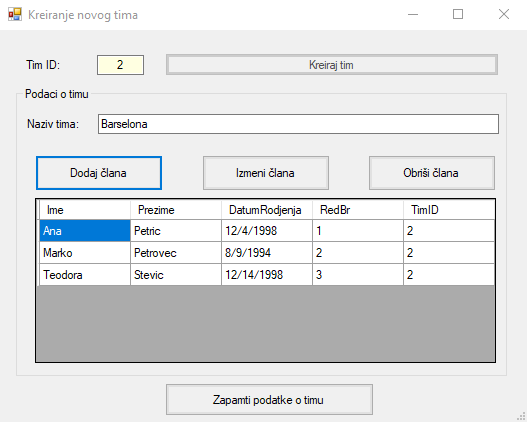 Kreiranje novog tima
Tim ID: 2 Kreiraj tim
Podaci o timu
Naziv tima: Barselona
Dodaj člana Izmeni člana Obriši člana
Ime Prezime DatumRodjenja RedBr TimID
Ana Petric 12/4/1998 1 2
Marko Petrovec 8/9/1994 2 2
Teodora Stevic 12/14/1998 3 2
Zapamti podatke o timu